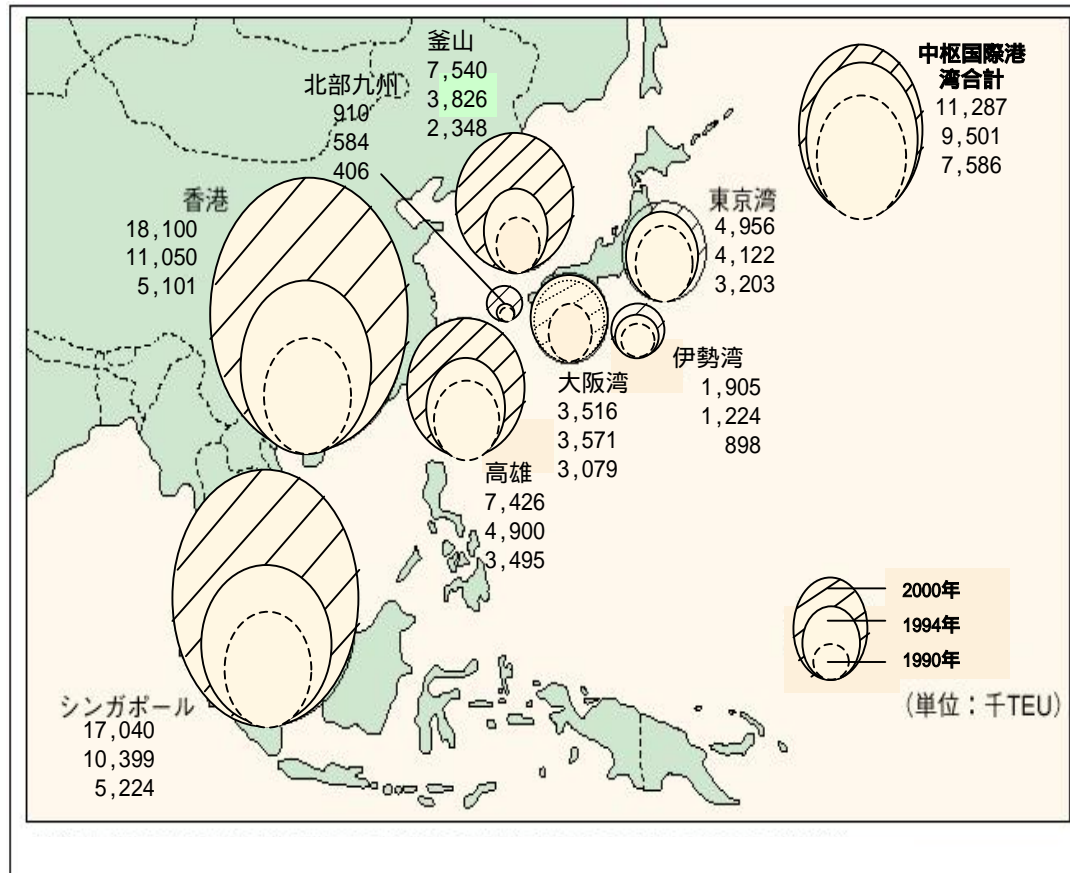 釜山
7,540
3,826
2,348
北部九州
910
584
406
中枢国際港
湾合計
11,287
9,501
7,586
香港
18,100
11,050
5,101
東京湾
4,956
4,122
3,203
伊勢湾
1,905
1,224
898
大阪湾
3,516
3,571
3,079
高雄
7,426
4,900
3,495
シンガポール
17,040
10,399
5,224
2000年
1994年
1990年
(単位：千TEU)